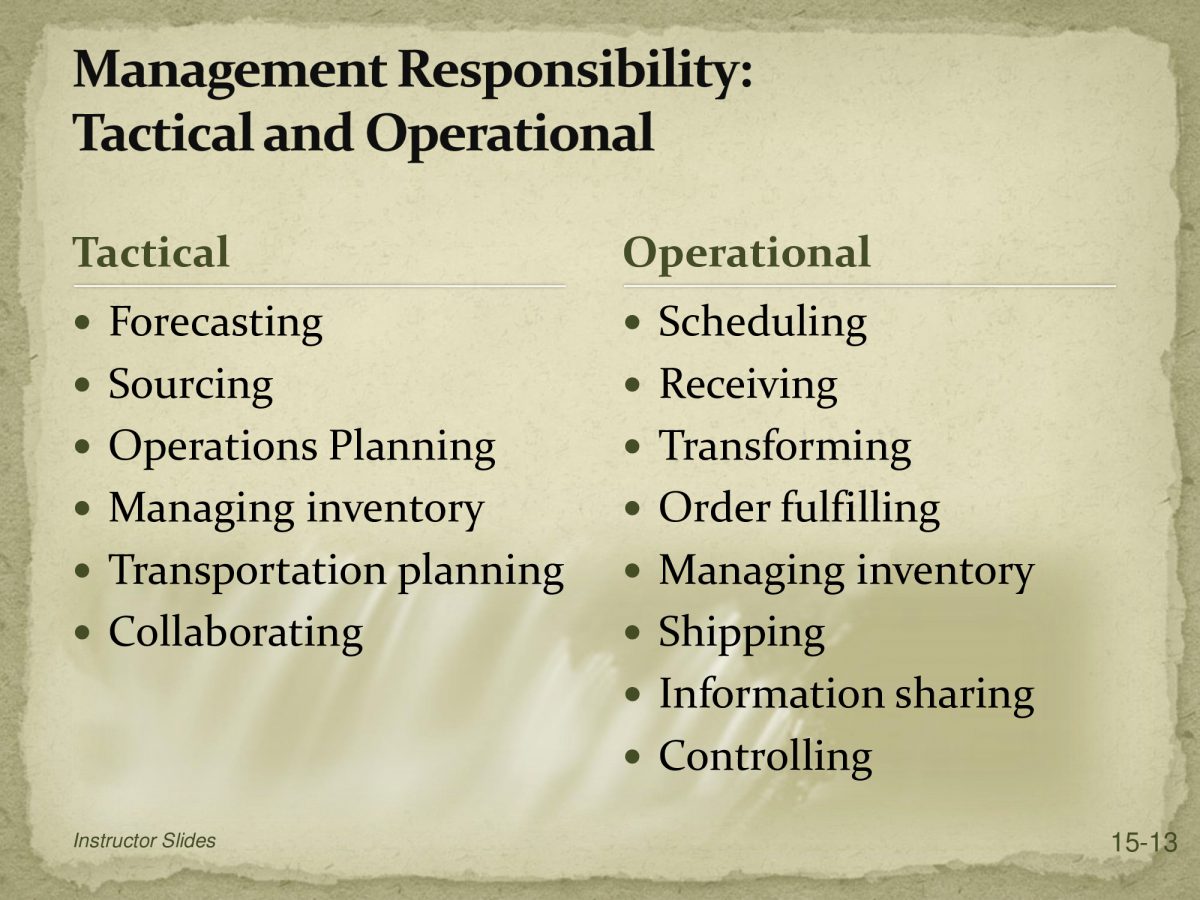 Management Responsibility:
Tactical and Operational
Tactical
• Forecasting
• Sourcing
• Operations Planning
• Managing inventory
• Transportation planning
• Collaborating
Operational
• Scheduling
• Receiving
• Transforming
• Order fulfilling
• Managing inventory
• Shipping
• Information sharing
• Controlling
Instructor Slides
15-13